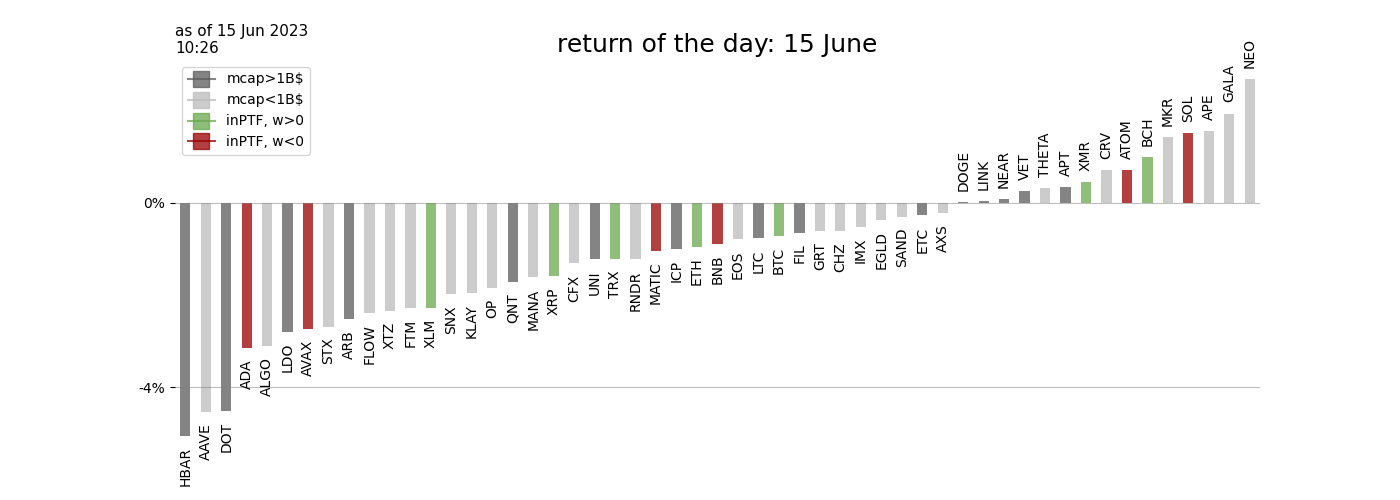 as of 15 Jun 2023
10:26
return of the day: 15 June
mcap>1B$
mcap<1B$
inPTF, w>0
inPTF, w<0
0%
-4%
HBAR
AAVE
DOT
ADA
ALGO
LDO
AVAX
STX
ARB
FLOW
XTZ
FTM
XLM
SNX
KLAY
OP
QNT
MANA
XRP
CFX
UNI
TRX
RNDR
MATIC
ICP
ETH
BNB
EOS
LTC
BTC
FIL
GRT
CHZ
IMX
EGLD
SAND
ETC
AXS
DOGE
LINK
NEAR
VET
THETA
APT
XMR
CRV
ATOM
BCH
MKR
SOL
APE
GALA
NEO